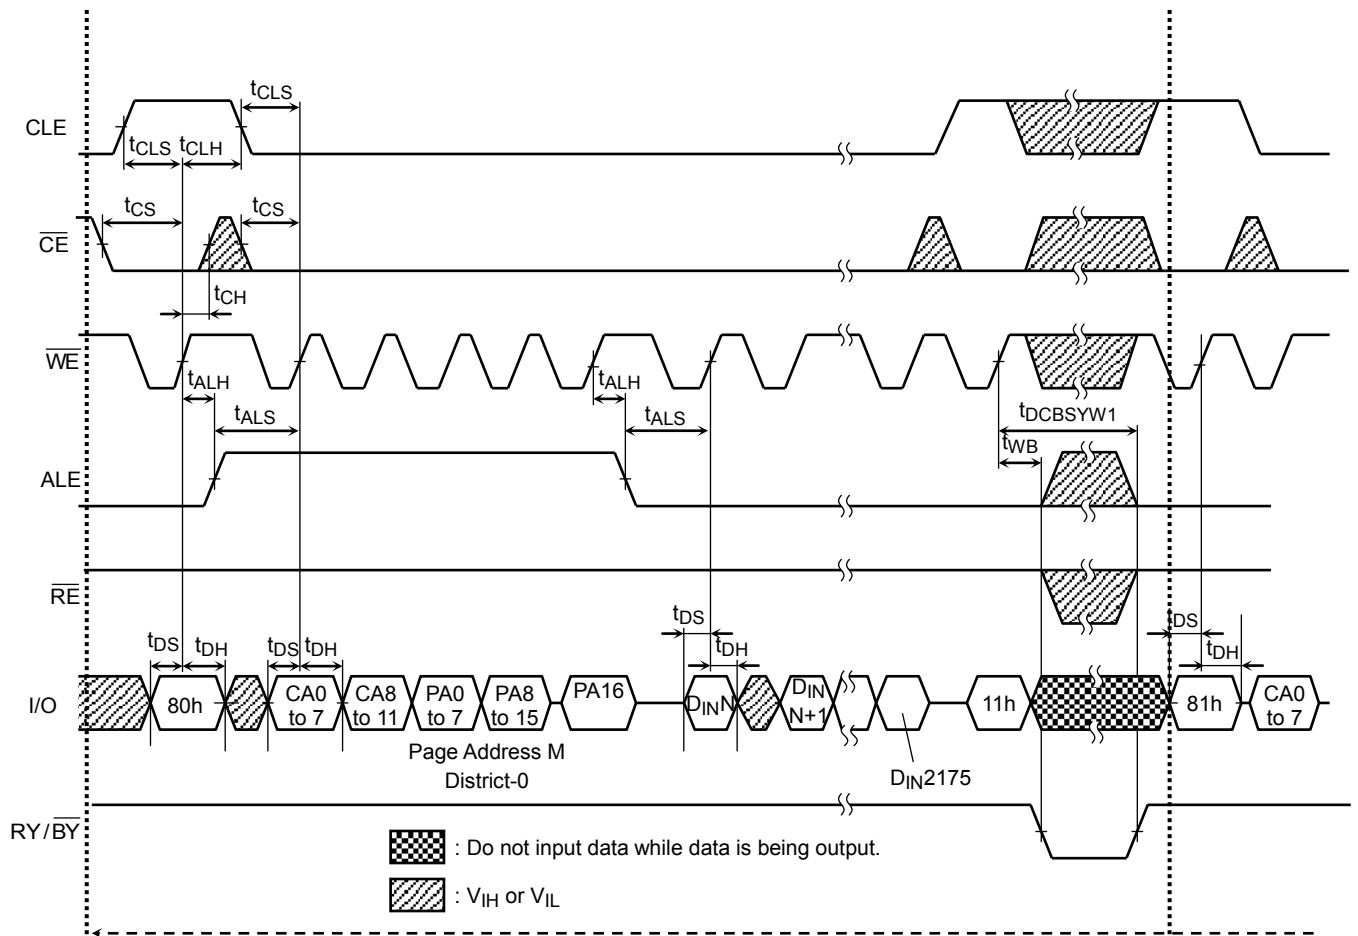 tCLS
CLE
tCLS tCLH
tCS tCS
CE
tCH
WE
tALH tALH
tDCBSYW1
tALS tALS
tWB
ALE
RE
tDS tDH tDS tDH tDS tDH tDS tDH
I/O
80h
CA0 to 7
CA8 to 11
PA0 to 7
PA8 to 15
PA16
DINN
DIN N+1
11h
81h
CA0 to 7
Page Address M
District-0
DIN2175
RY/BY
: Do not input data while data is being output.
: VIH or VIL